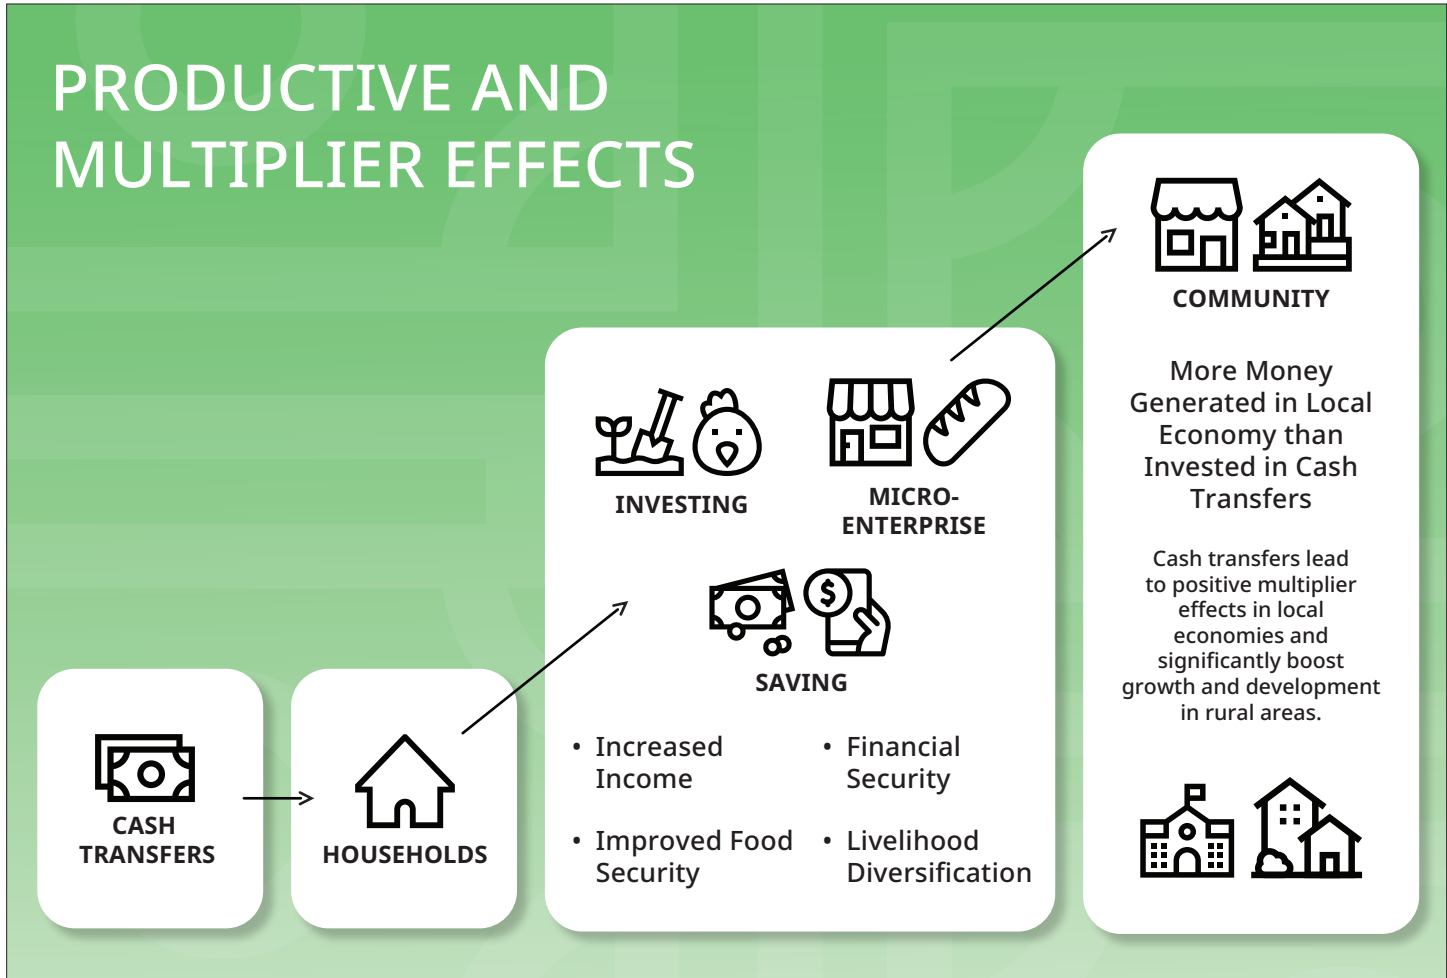 PRODUCTIVE AND
MULTIPLIER EFFECTS
CASH
TRANSFERS
HOUSEHOLDS
INVESTING
MICRO-
ENTERPRISE
$
SAVING
• Increased
Income
• Improved Food
Security
• Financial
Security
• Livelihood
Diversification
COMMUNITY
More Money
Generated in Local
Economy than
Invested in Cash
Transfers
Cash transfers lead
to positive multiplier
effects in local
economies and
significantly boost
growth and development
in rural areas.